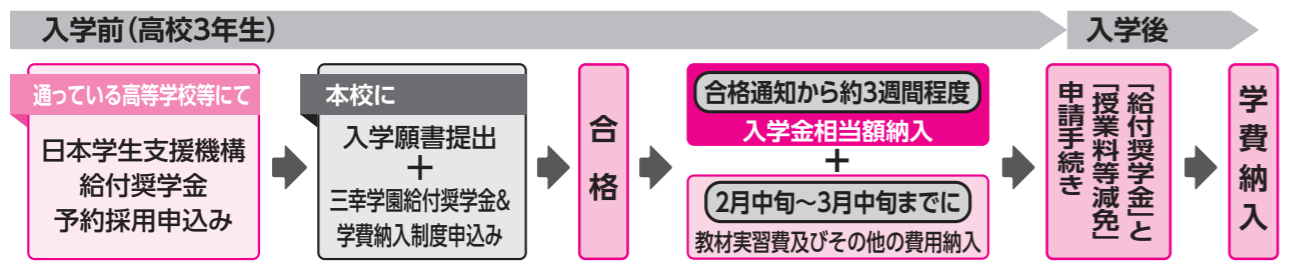 入学前(高校3年生)
入学後
通っている高等学校等にて
日本学生支援機構
給付奨学金
予約採用申込み
本校に
入学願書提出
+
三幸学園給付奨学金&
学費納入制度申込み
合格
合格通知から約3週間程度
入学金相当額納入
+
2月中旬〜3月中旬までに
教材実習費及びその他の費用納入
「給付奨学金」と
「授業料等減免」
申請手続き
学費納入